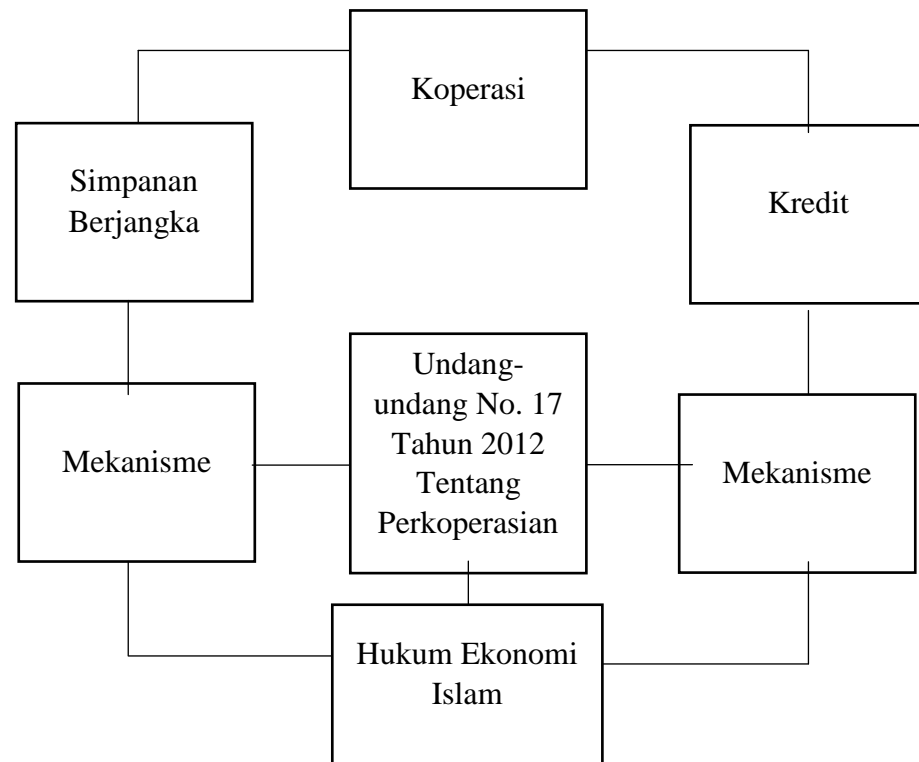 Koperasi
Simpanan
Berjangka
Kredit
Undang-
undang No. 17
Tahun 2012
Tentang
Perkoperasian
Mekanisme
Mekanisme
Hukum Ekonomi
Islam